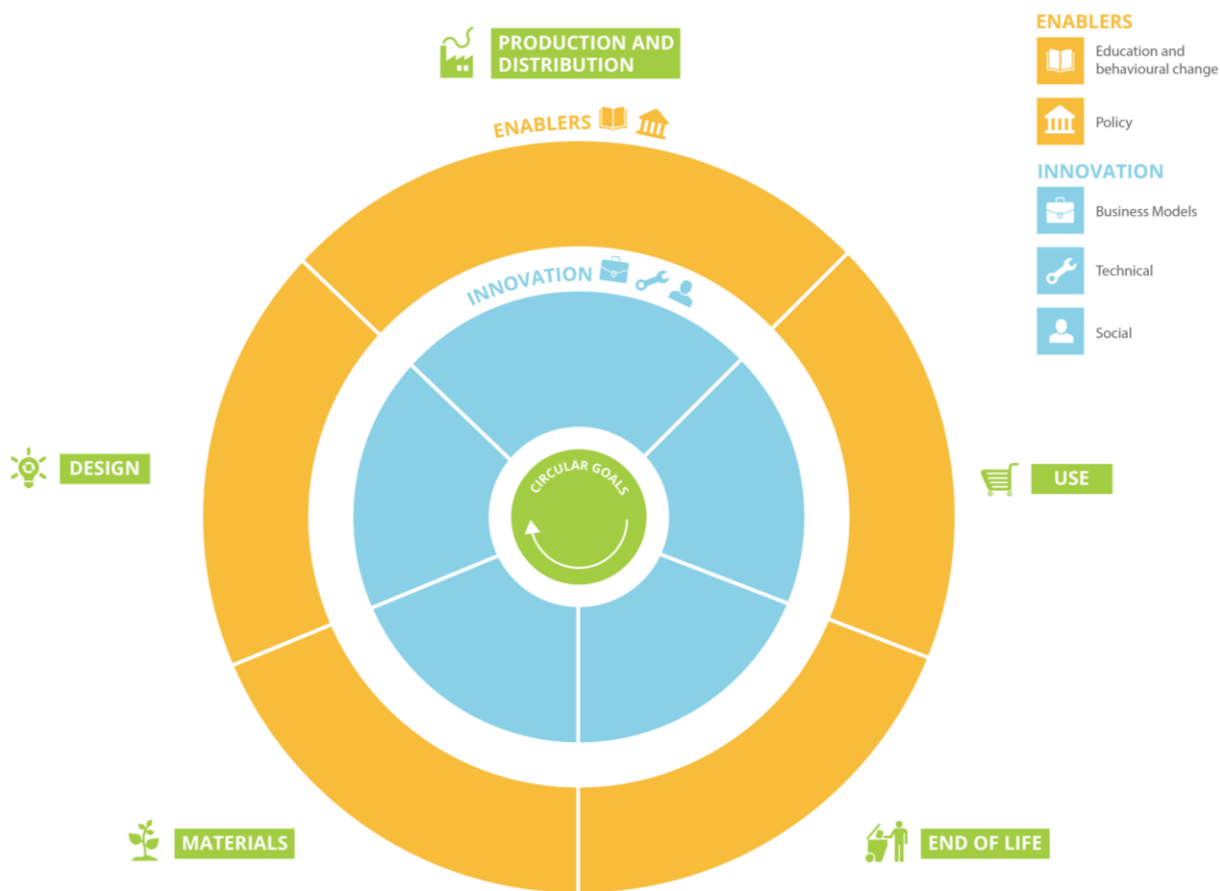 PRODUCTION AND
DISTRIBUTION
ENABLERS
INNOVATION
CIRCULAR GOALS
DESIGN
USE
MATERIALS
END OF LIFE
ENABLERS
Education and
behavioural change
Policy
INNOVATION
Business Models
Technical
Social